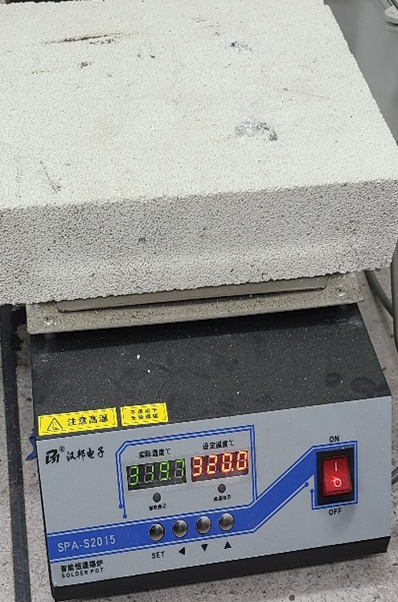 注意高温
汉邦电子
实际温度℃
设定温度℃
320.0
ON
OFF
SPA-S2015
SET
智能恒温锡炉
SOLDER POT